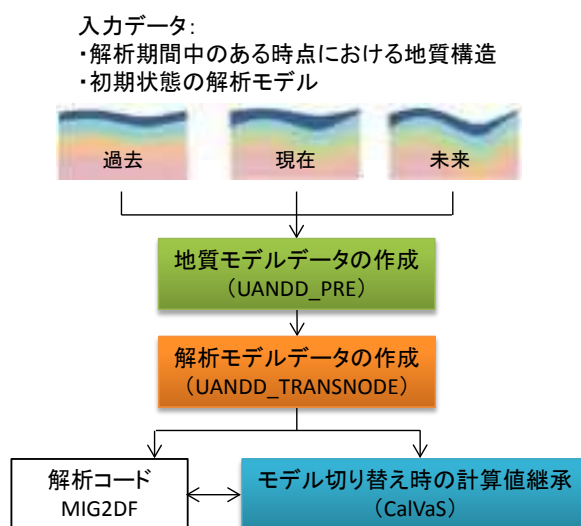 入力データ:
・解析期間中のある時点における地質構造
・初期状態の解析モデル
過去
現在
未来
地質モデルデータの作成
（UANDD_PRE）
解析モデルデータの作成
（UANDD_TRANSNODE）
解析コード
MIG2DF
モデル切り替え時の計算値継承
（CalVaS）